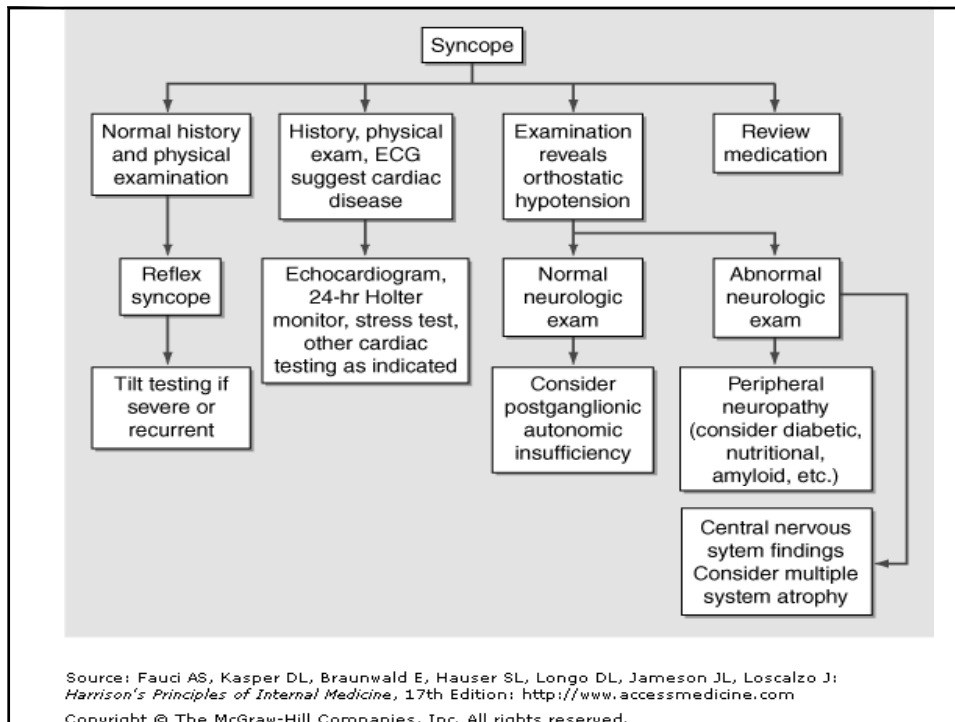 Syncope
Normal history
and physical
examination
History, physical
exam, ECG
suggest cardiac
disease
Examination
reveals
orthostatic
hypotension
Review
medication
Reflex
syncope
Echocardiogram,
24-hr Holter
monitor, stress test,
other cardiac
testing as indicated
Normal
neurologic
exam
Abnormal
neurologic
exam
Tilt testing if
severe or
recurrent
Consider
postganglionic
autonomic
insufficiency
Peripheral
neuropathy
(consider diabetic,
nutritional,
amyloid, etc.)
Central nervous
sytem findings
Consider multiple
system atrophy
Source: Fauci AS, Kasper DL, Braunwald E, Hauser SL, Longo DL, Jameson JL, Loscalzo J:
Harrison's Principles of Internal Medicine, 17th Edition: http://www.accessmedicine.com
Copyright © The McGraw-Hill Companies, Inc. All rights reserved.